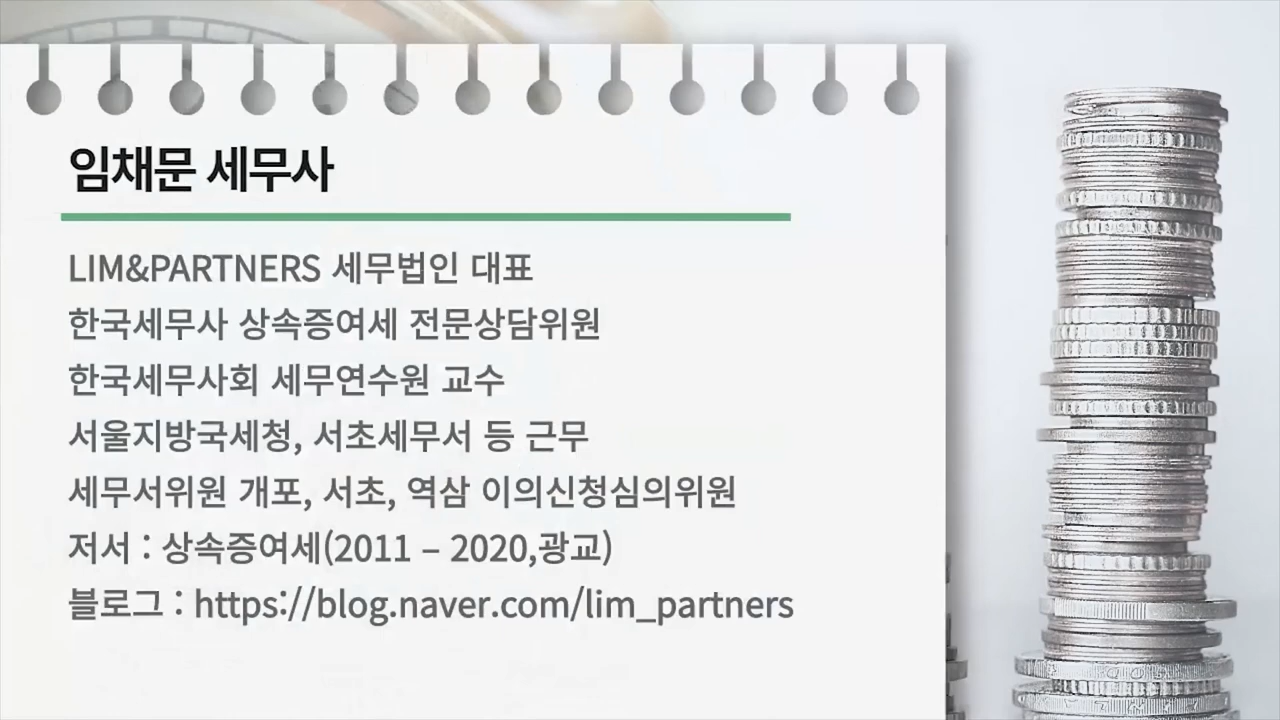 임채문 세무사
LIM&PARTNERS 세무법인 대표
한국세무사 상속증여세 전문상담위원
한국세무사회 세무연수원 교수
서울지방국세청, 서초세무서 등 근무
세무서위원 개포, 서초, 역삼 이의신청심의위원
저서 : 상속증여세(2011 – 2020,광교)
블로그 : https://blog.naver.com/lim_partners